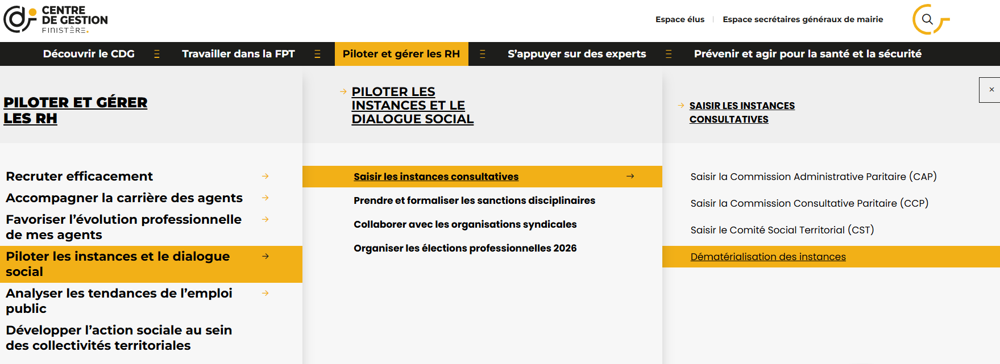 CENTRE
DE GESTION
FINISTÈRE.
Espace élus
Espace secrétaires généraux de mairie
Découvrir le CDG
Travailler dans la FPT
Piloter et gérer les RH
S'appuyer sur des experts
Prévenir et agir pour la santé et la sécurité
PILOTER ET GÉRER
LES RH
Recruter efficacement
Accompagner la carrière des agents
Favoriser l'évolution professionnelle
de mes agents
Piloter les instances et le dialogue
social
Analyser les tendances de l'emploi
public
Développer l'action sociale au sein
des collectivités territoriales
PILOTER LES
INSTANCES ET LE
DIALOGUE SOCIAL
Saisir les instances consultatives
Prendre et formaliser les sanctions disciplinaires
Collaborer avec les organisations syndicales
Organiser les élections professionnelles 2026
SAISIR LES INSTANCES
CONSULTATIVES
×
Saisir la Commission Administrative Paritaire (CAP)
Saisir la Commission Consultative Paritaire (CCP)
Saisir le Comité Social Territorial (CST)
Dématérialisation des instances